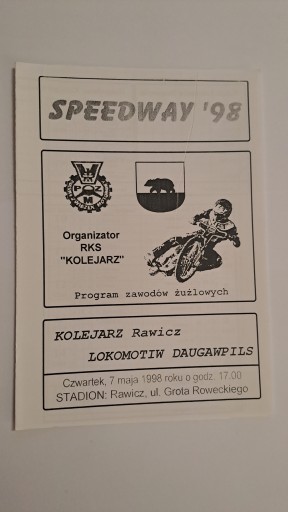 SPEEDWAY '98
PZM
Organizator
RKS
"KOLEJARZ"
Program zawodów żużlowych
KOLEJARZ Rawicz
LOKOMOTIW DAUGAWPILS
Czwartek, 7 maja 1998 roku o godz. 17.00
STADION: Rawicz, ul. Grota Roweckiego